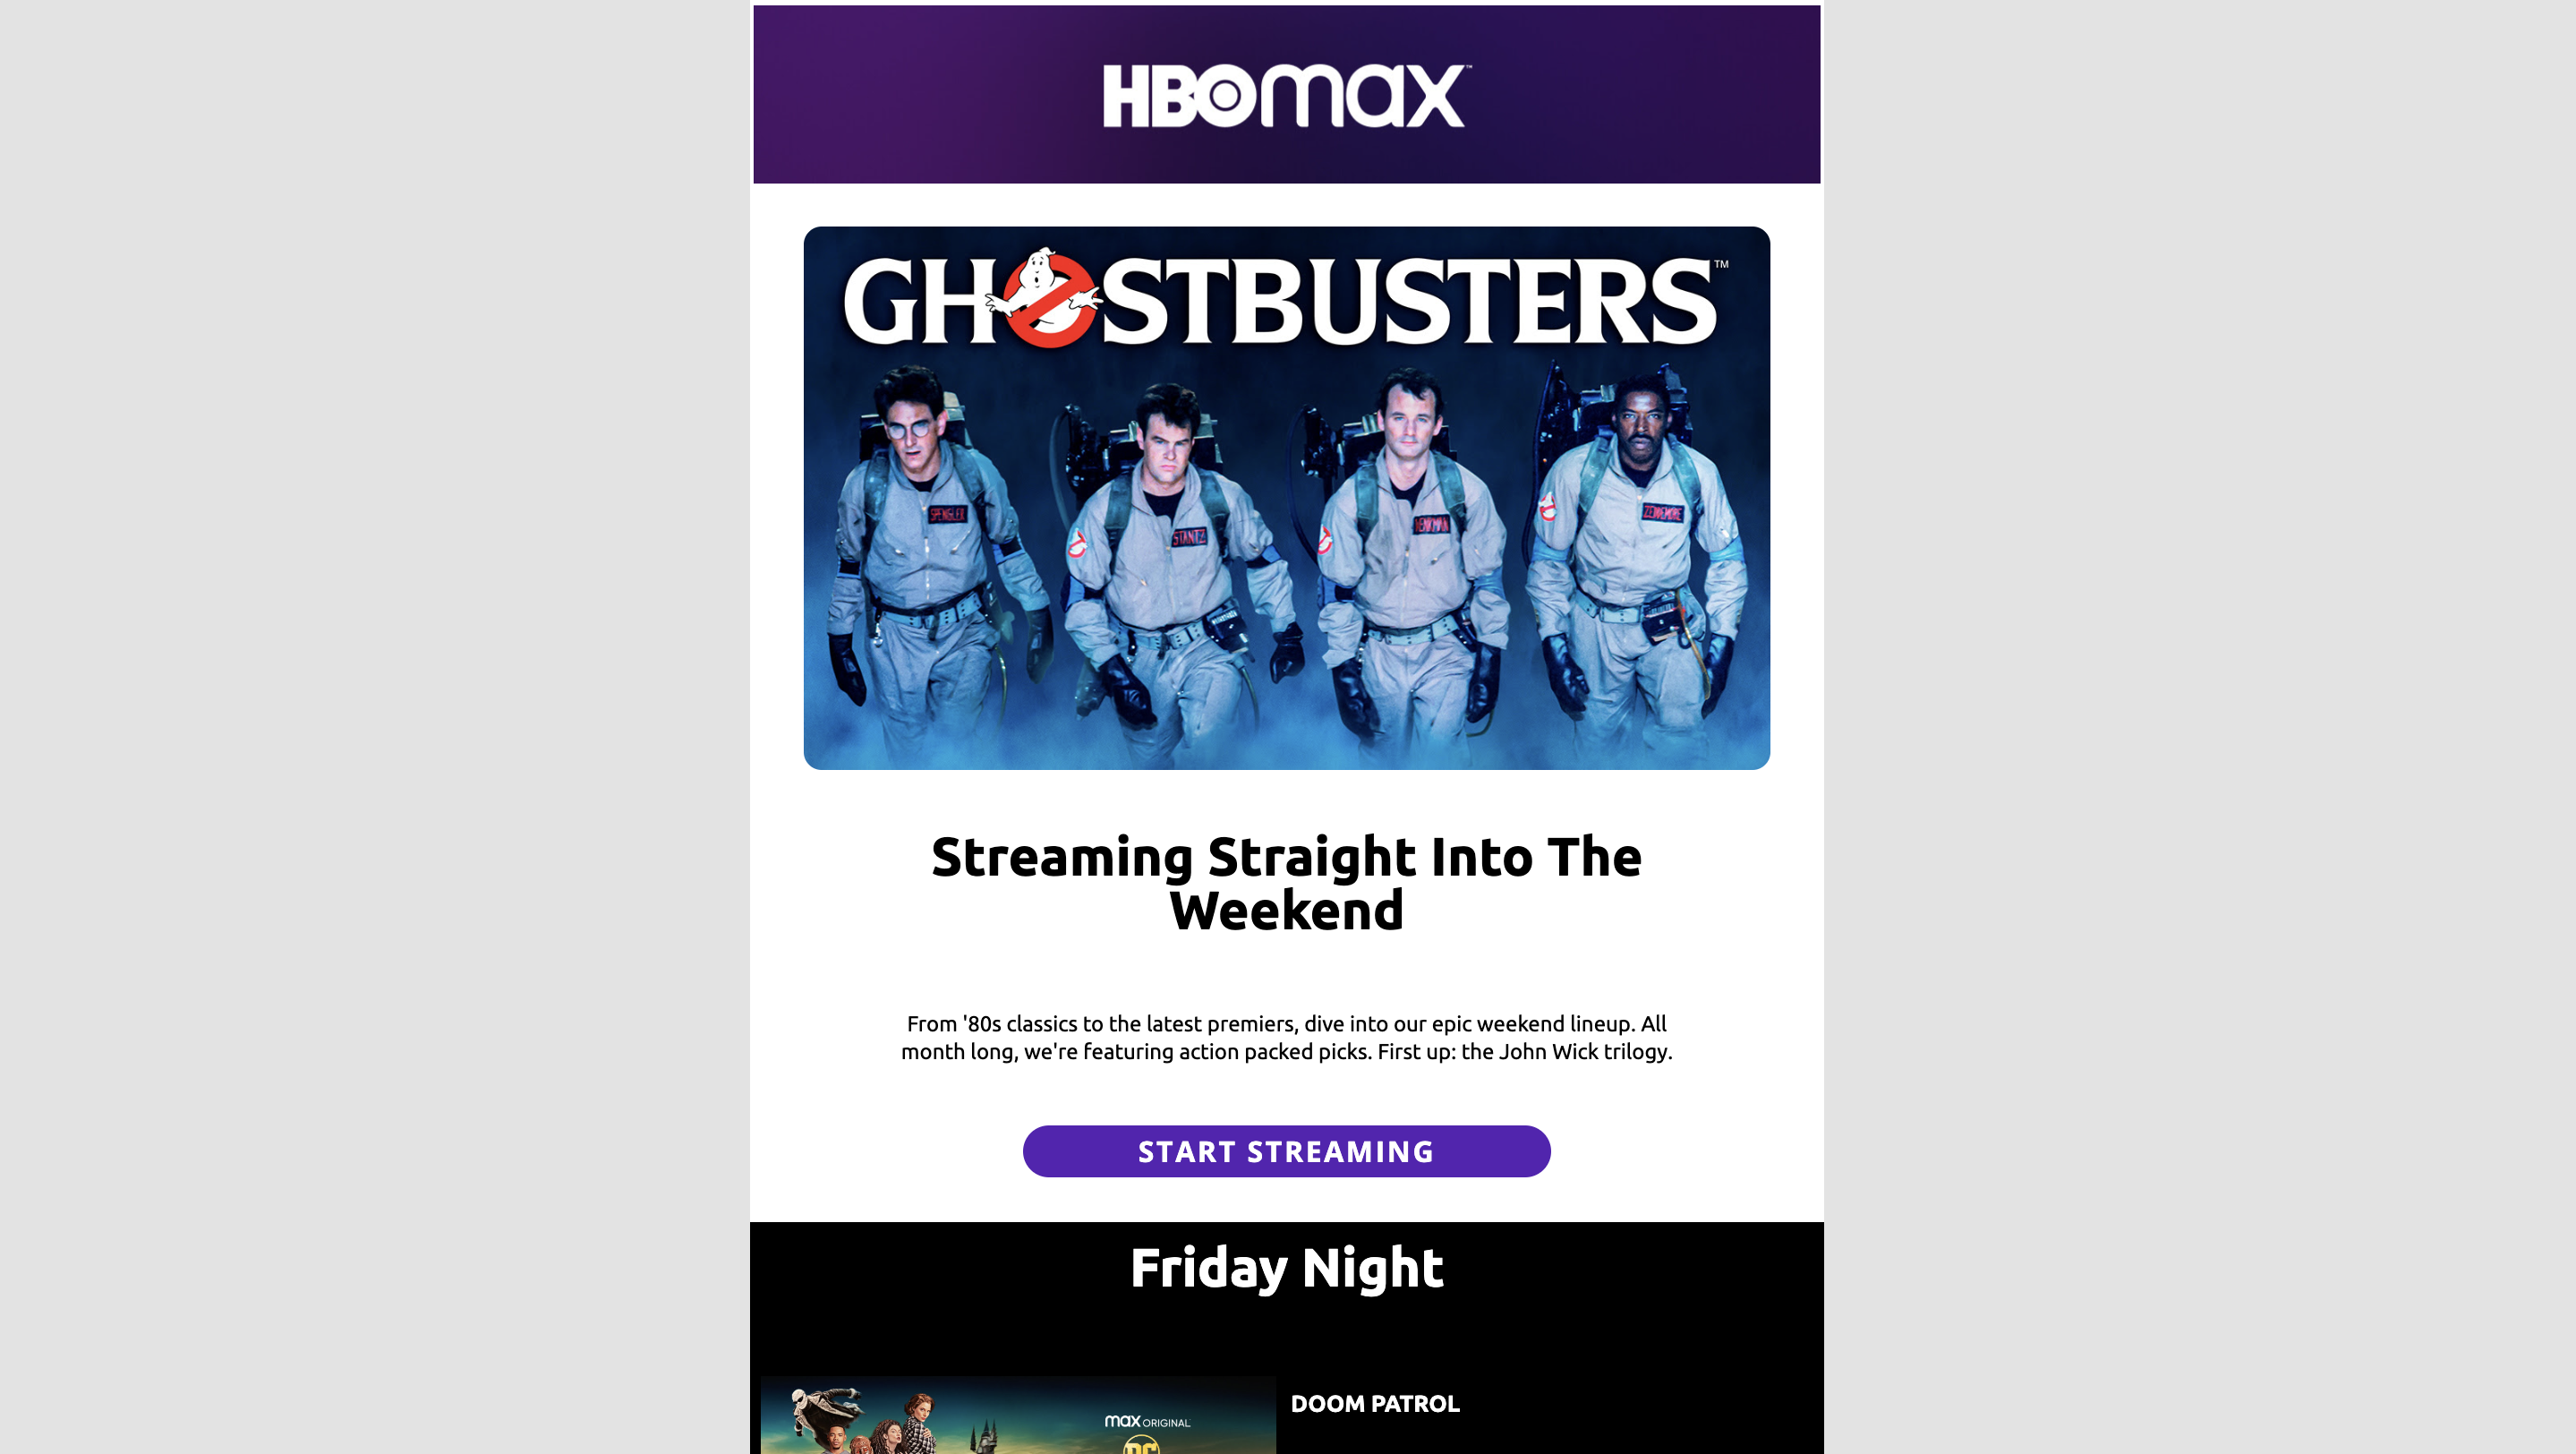 HBOmax™
GHOSTBUSTERS™
SPENGLER
STANTZ
VENKMAN
ZEDDEMORE
Streaming Straight Into The
Weekend
From '80s classics to the latest premiers, dive into our epic weekend lineup. All
month long, we're featuring action packed picks. First up: the John Wick trilogy.
START STREAMING
Friday Night
max ORIGINAL
DC
DOOM PATROL